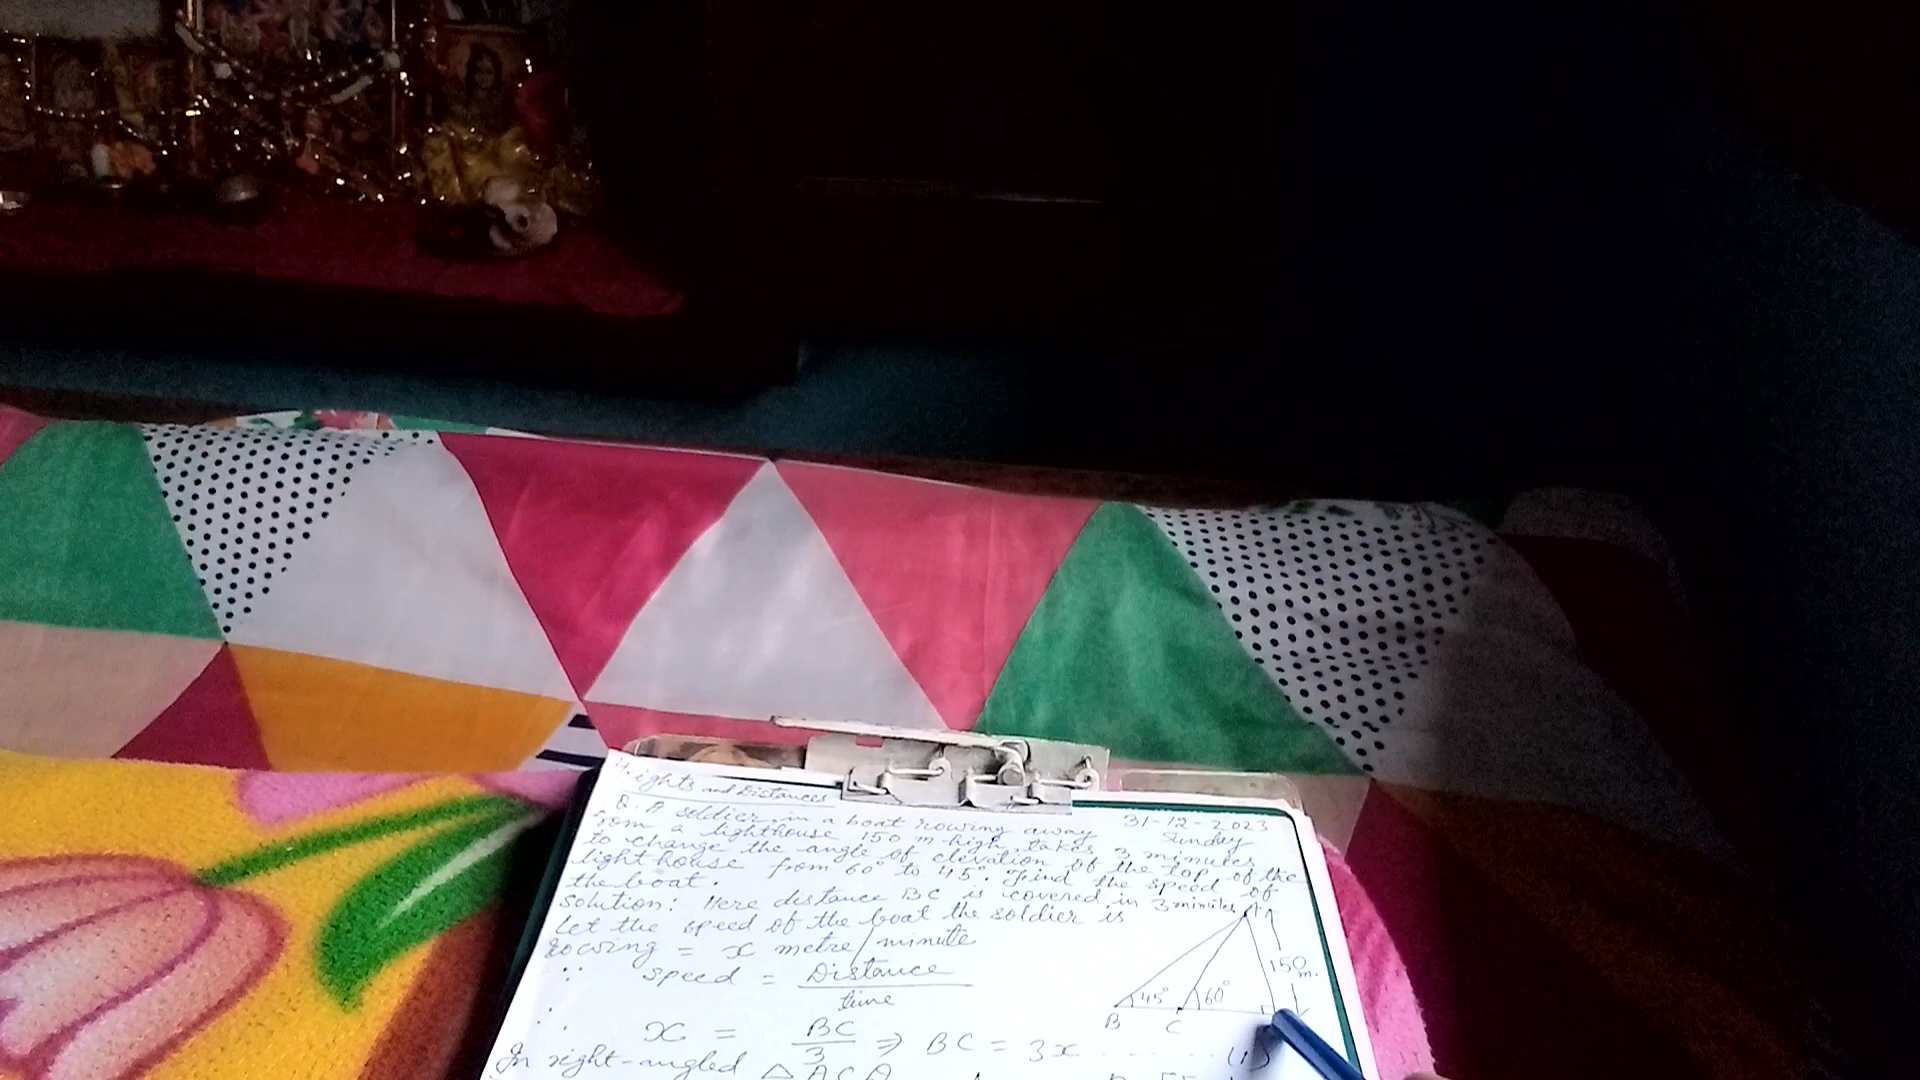 Heights and Distances
31-12-2023
Sunday
Q. A soldier in a boat rowing away
from a lighthouse 150 m high, takes 3 minutes
to change the angle of elevation of the top of the
lighthouse from 60° to 45°. Find the speed of
the boat.
solution: Here distance BC is covered in 3 minutes
Let the speed of the boat the soldier is
rowing = x metre/minute
∵ speed = Distance
time
A
150 m.
45° 60°
B C
∴ x = BC/3 ⇒ BC = 3x ........ (1)
In right-angled △